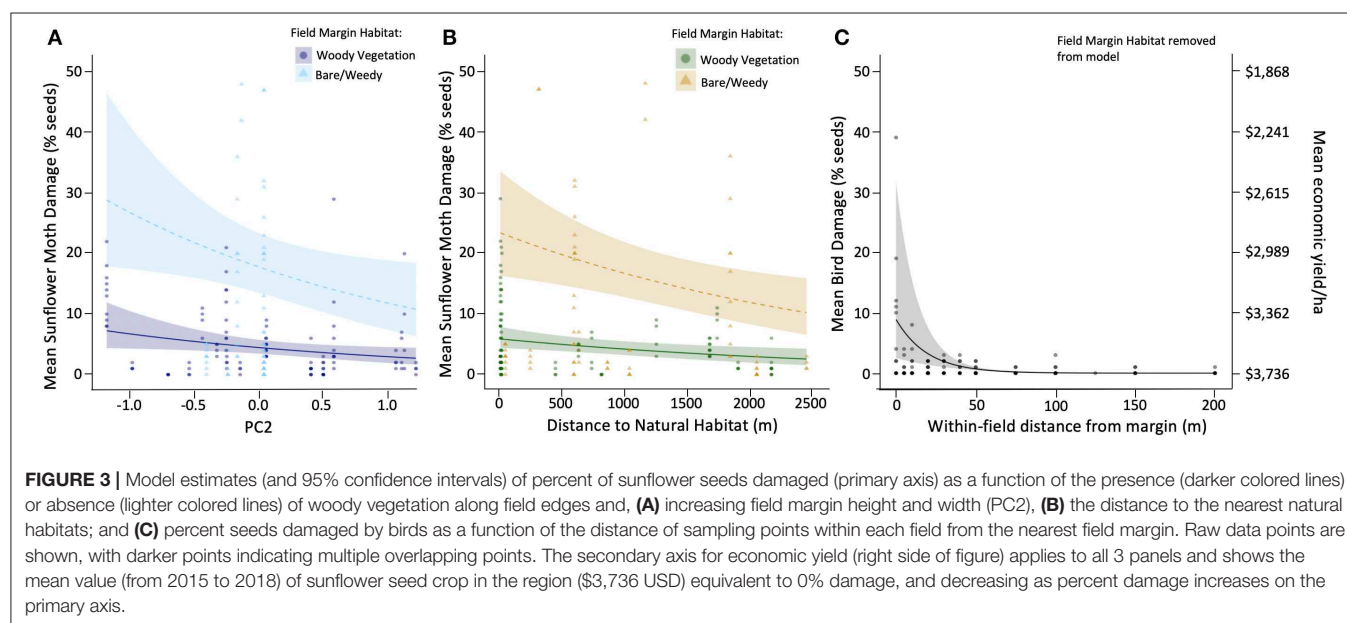 A
Field Margin Habitat:
Woody Vegetation
Bare/Weedy
Mean Sunflower Moth Damage (% seeds)
50
40
30
20
10
0
-1.0
-0.5
0.0
0.5
1.0
PC2
B
Field Margin Habitat:
Woody Vegetation
Bare/Weedy
Mean Sunflower Moth Damage (% seeds)
50
40
30
20
10
0
0
500
1000
1500
2000
2500
Distance to Natural Habitat (m)
C
Field Margin Habitat removed
from model
Mean Bird Damage (% seeds)
50
40
30
20
10
0
0
50
100
150
200
Within-field distance from margin (m)
$1,868
$2,241
$2,615
$2,989
$3,362
$3,736
Mean economic yield/ha
FIGURE 3 | Model estimates (and 95% confidence intervals) of percent of sunflower seeds damaged (primary axis) as a function of the presence (darker colored lines)
or absence (lighter colored lines) of woody vegetation along field edges and, (A) increasing field margin height and width (PC2), (B) the distance to the nearest natural
habitats; and (C) percent seeds damaged by birds as a function of the distance of sampling points within each field from the nearest field margin. Raw data points are
shown, with darker points indicating multiple overlapping points. The secondary axis for economic yield (right side of figure) applies to all 3 panels and shows the
mean value (from 2015 to 2018) of sunflower seed crop in the region ($3,736 USD) equivalent to 0% damage, and decreasing as percent damage increases on the
primary axis.